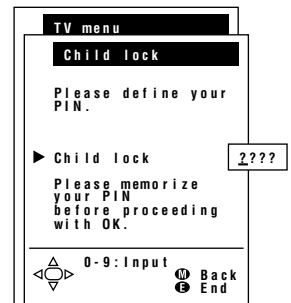 TV menu
Child lock
Please define your
PIN.
Child lock ????
Please memorize
your PIN
before proceeding
with OK.
0-9:Input
M Back
E End